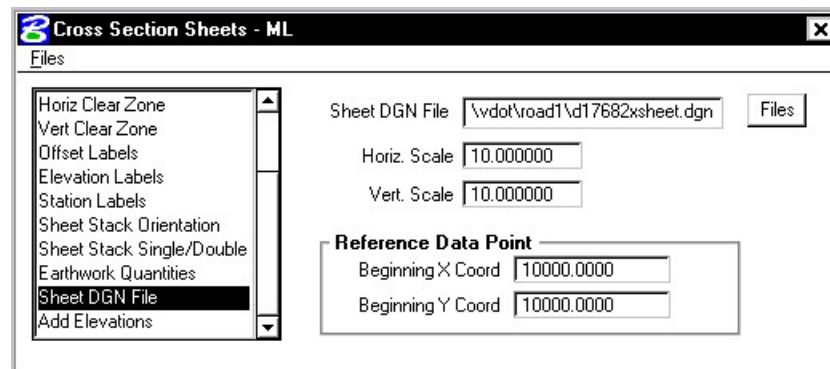 Cross Section Sheets - ML
Files
Horiz Clear Zone
Vert Clear Zone
Offset Labels
Elevation Labels
Station Labels
Sheet Stack Orientation
Sheet Stack Single/Double
Earthwork Quantities
Sheet DGN File
Add Elevations
Sheet DGN File \vdot\road1\d17682xsheet.dgn Files
Horiz. Scale 10.000000
Vert. Scale 10.000000
Reference Data Point
Beginning X Coord 10000.0000
Beginning Y Coord 10000.0000